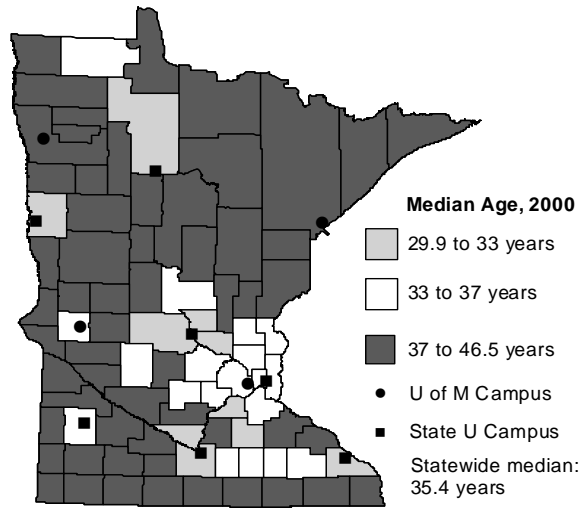 Median Age, 2000
29.9 to 33 years
33 to 37 years
37 to 46.5 years
U of M Campus
State U Campus
Statewide median:
35.4 years